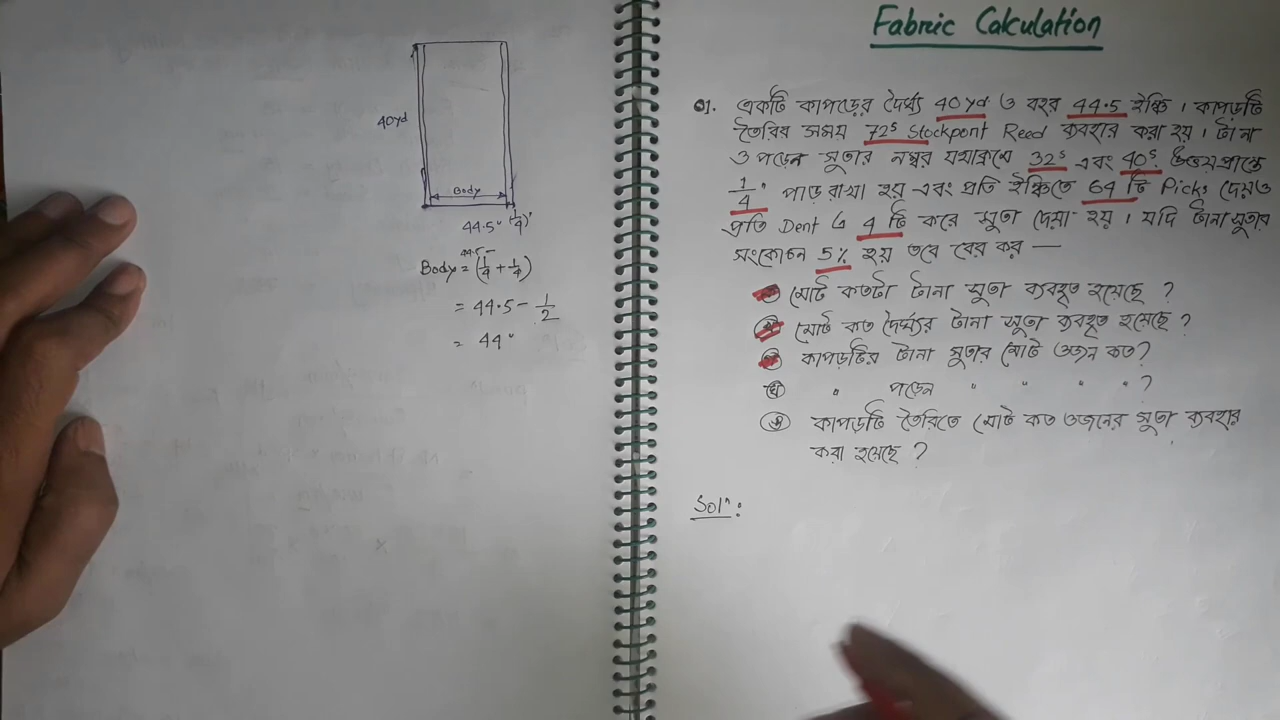 40yd
Body
44.5" (1/4)"
44.5 -
Body = (1/4 + 1/4)
= 44.5 - 1/2
= 44"
Fabric Calculation
01. একটি কাপড়ের দৈর্ঘ্য 40yd ও বহর 44.5 ইঞ্চি। কাপড়টি
তৈরির সময় 72s Stockport Reed ব্যবহার করা হয়। টানা
ও পড়েন সুতার নম্বর যথাক্রমে 32s এবং 40s. উভয়প্রান্তে
1/4" পাড় রাখা হয় এবং প্রতি ইঞ্চিতে 64 টি Picks দেয়াও
প্রতি Dent এ 4 টি করে সুতা দেয়া হয়। যদি টানা সুতার
সংকোচন 5% হয় তবে বের কর —
মোট কতটা টানা সুতা ব্যবহৃত হয়েছে ?
মোট কত দৈর্ঘ্যের টানা সুতা ব্যবহৃত হয়েছে ?
কাপড়টির টানা সুতার মোট ওজন কত?
ঘ " পড়েন " " " " ?
ঙ কাপড়টি তৈরিতে মোট কত ওজনের সুতা ব্যবহার
করা হয়েছে ?
Solⁿ: